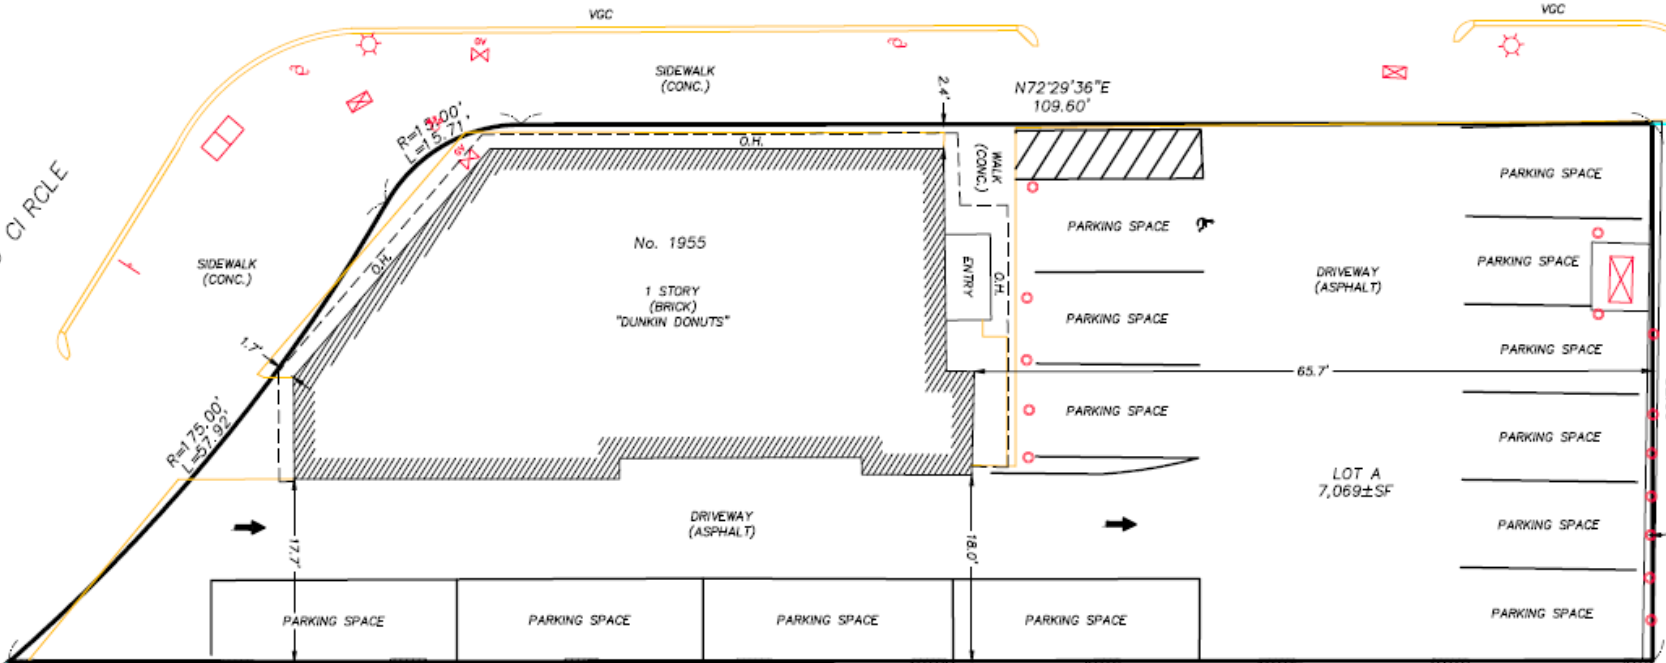 VGC
VGC
SIDEWALK
(CONC.)
2.4'
N72°29'36"E
109.60'
R=15.00'
L=15.71'
O.H.
WALK
(CONC.)
PARKING SPACE
CIRCLE
SIDEWALK
(CONC.)
O.H.
No. 1955
1 STORY
(BRICK)
"DUNKIN DONUTS"
ENTRY
O.H.
PARKING SPACE
DRIVEWAY
(ASPHALT)
PARKING SPACE
PARKING SPACE
PARKING SPACE
1.7'
65.7'
R=175.00'
L=57.92'
PARKING SPACE
PARKING SPACE
LOT A
7,069±SF
DRIVEWAY
(ASPHALT)
PARKING SPACE
17.7'
18.0'
PARKING SPACE
PARKING SPACE
PARKING SPACE
PARKING SPACE
PARKING SPACE